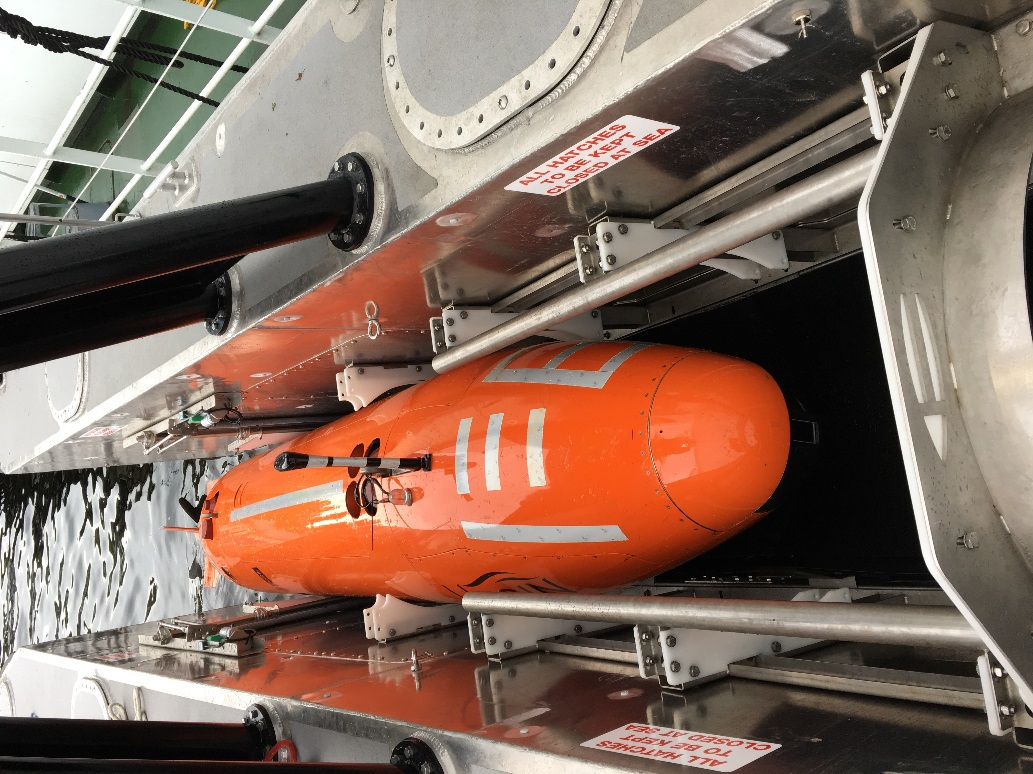 ALL HATCHES
TO BE KEPT
CLOSED AT SEA
ALL HATCHES
TO BE KEPT
CLOSED AT SEA